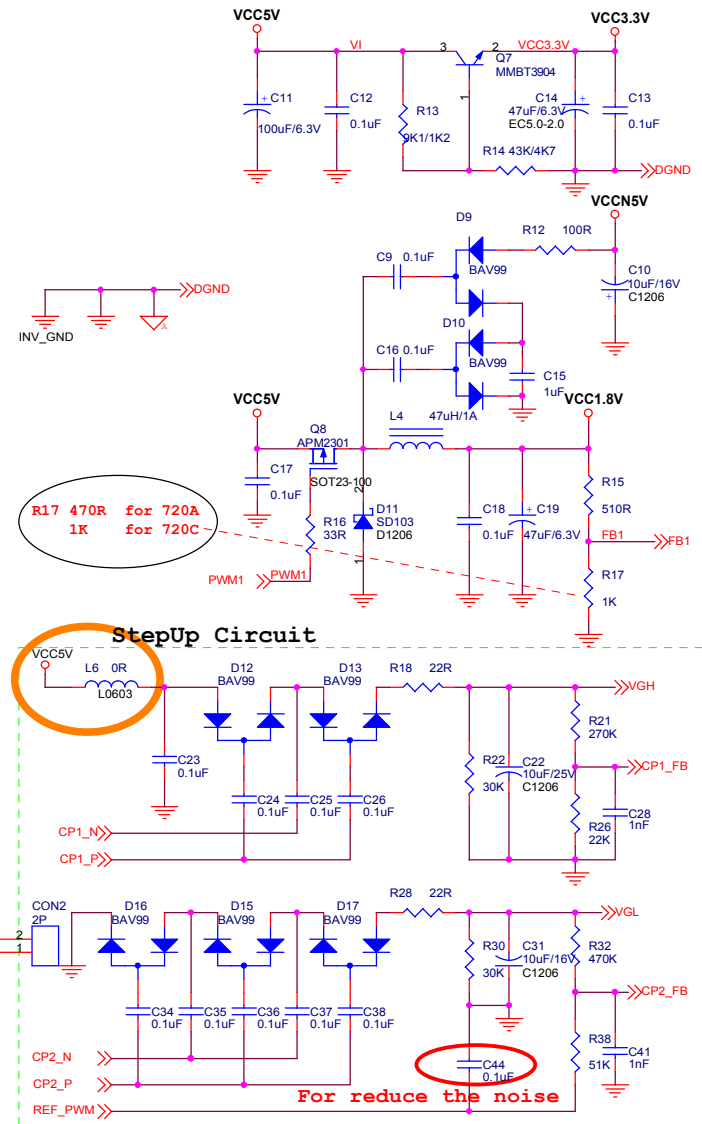 VCC5V
VCC3.3V
VI
3
2
VCC3.3V
Q7
MMBT3904
1
+
C11
100uF/6.3V
C12
0.1uF
R13
9K1/1K2
C14
47uF/6.3V
EC5.0-2.0
+
C13
0.1uF
R14 43K/4K7
DGND
VCCN5V
D9
R12 100R
C9 0.1uF
BAV99
C10
10uF/16V
C1206
+
DGND
INV_GND
A
D10
C16 0.1uF
BAV99
C15
1uF
VCC5V
VCC1.8V
Q8
APM2301
L4 47uH/1A
SOT23-100
C17
0.1uF
R17 470R for 720A
1K for 720C
R16
33R
2
D11
SD103
D1206
1
C18
0.1uF
+
C19
47uF/6.3V
R15
510R
FB1
FB1
R17
1K
PWM1
PWM1
StepUp Circuit
VCC5V
L6 0R
L0603
D12
BAV99
D13
BAV99
R18 22R
VGH
C23
0.1uF
R22
30K
C22
10uF/25V
C1206
R21
270K
CP1_FB
C24
0.1uF
C25
0.1uF
C26
0.1uF
R26
22K
C28
1nF
CP1_N
CP1_P
CON2
2P
2
1
D16
BAV99
D15
BAV99
D17
BAV99
R28 22R
VGL
R30
30K
C31
10uF/16V
C1206
R32
470K
CP2_FB
C34
0.1uF
C35
0.1uF
C36
0.1uF
C37
0.1uF
C38
0.1uF
R38
51K
C41
1nF
CP2_N
CP2_P
C44
0.1uF
REF_PWM
For reduce the noise